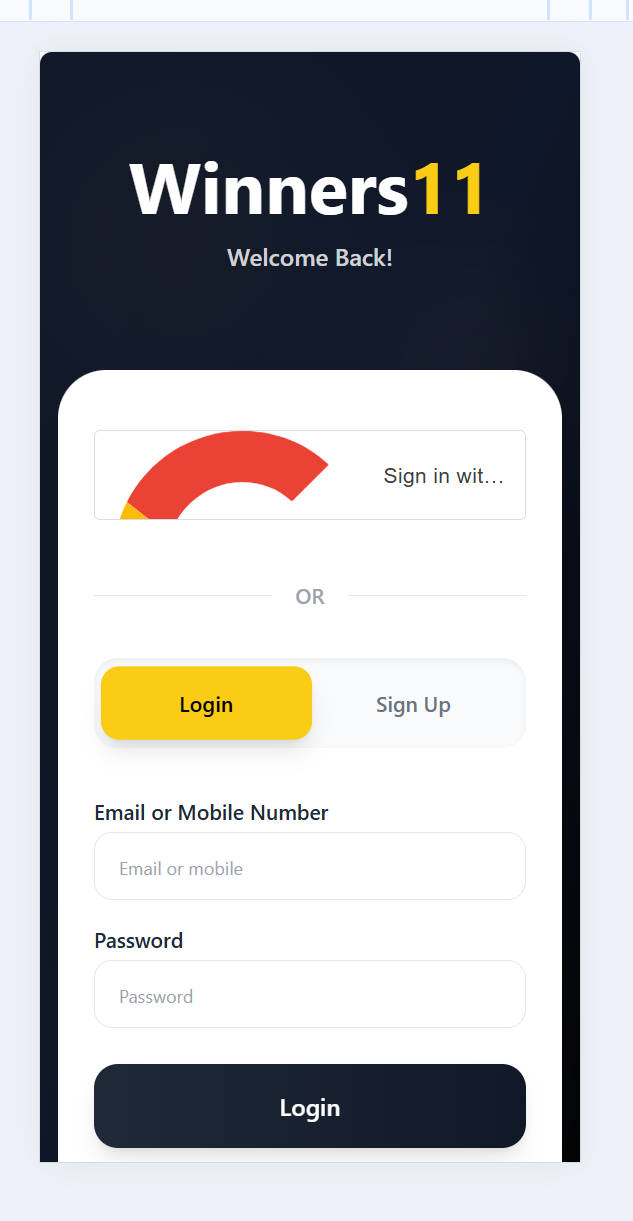 Winners11
Welcome Back!
Sign in wit...
OR
Login
Sign Up
Email or Mobile Number
Email or mobile
Password
Password
Login